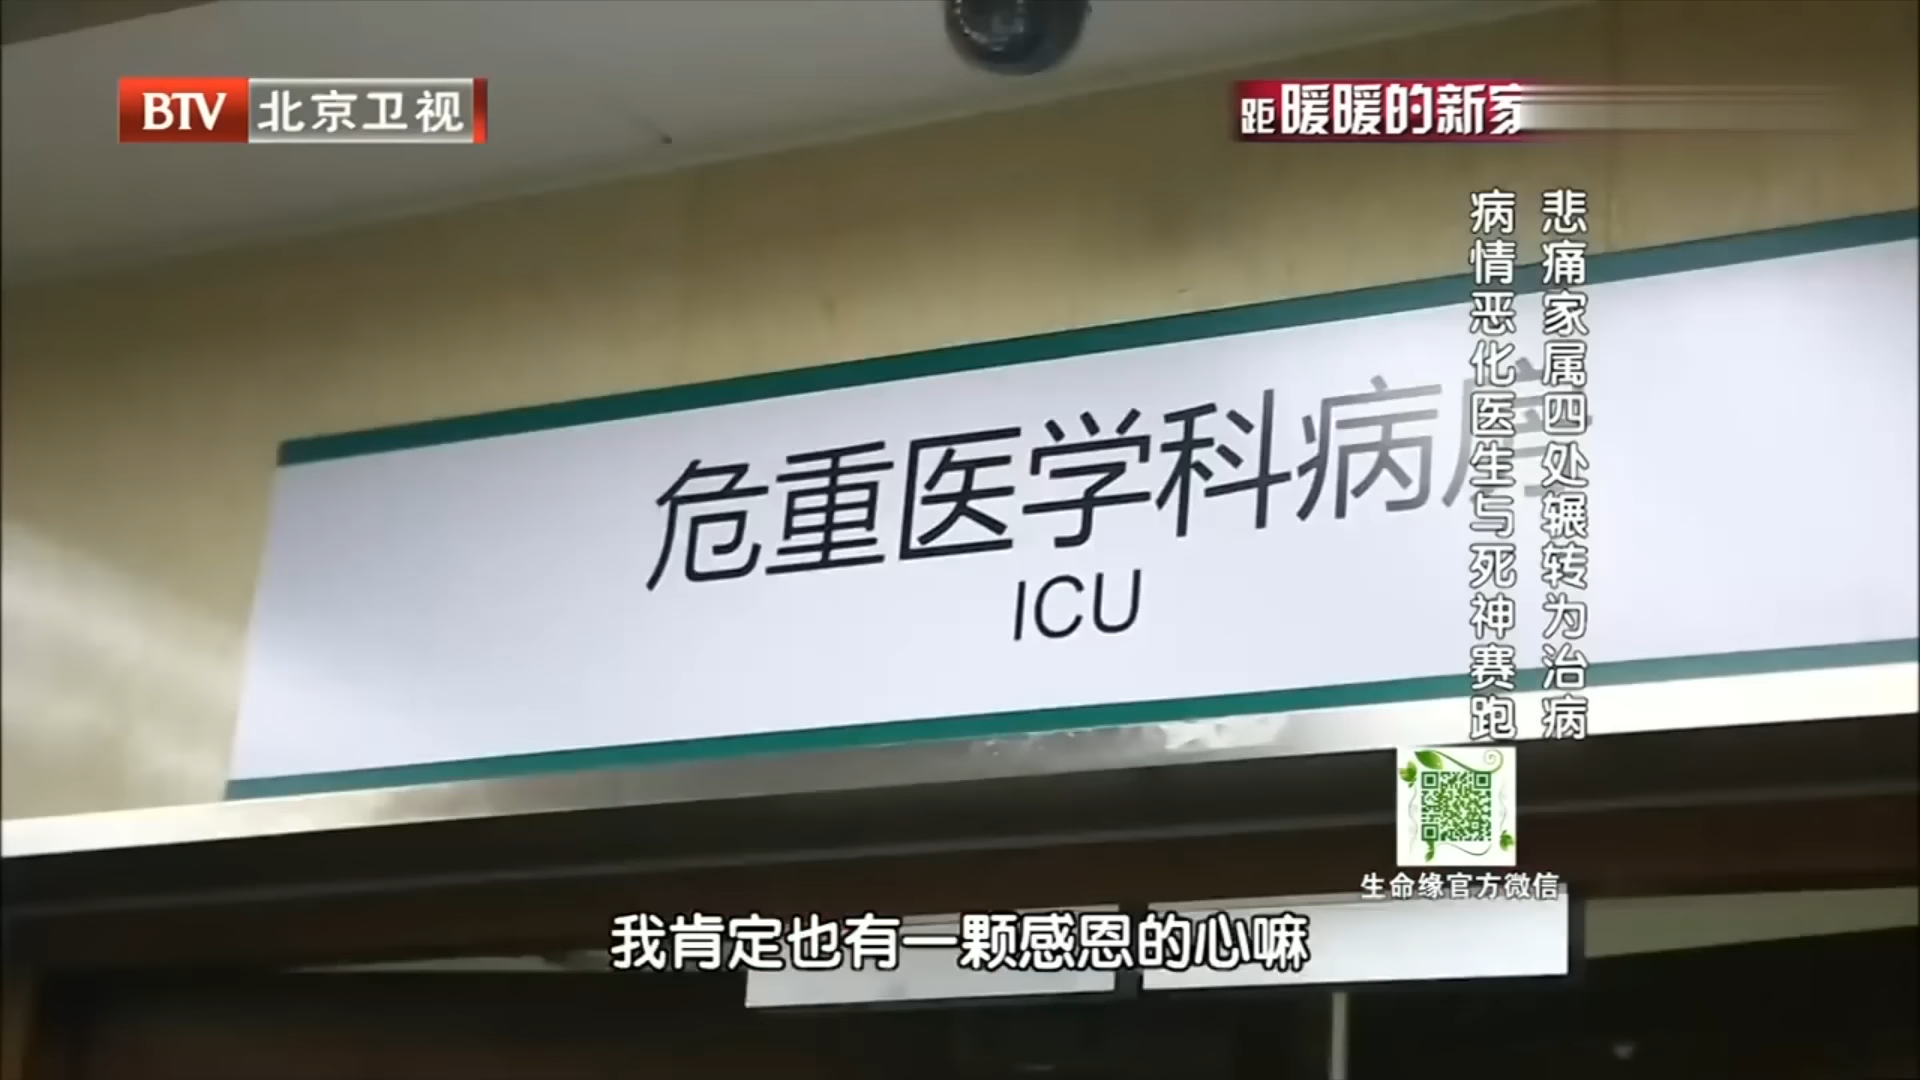 BTV 北京卫视
距暖暖的新家
悲痛家属四处辗转为治病
病情恶化医生与死神赛跑
危重医学科病房
ICU
生命缘官方微信
我肯定也有一颗感恩的心嘛